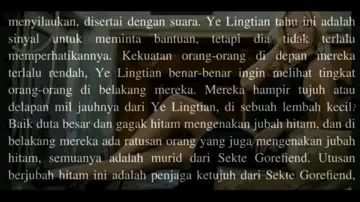 menyilaukan, disertai dengan suara. Ye Lingtian tahu ini adalah
sinyal untuk meminta bantuan, tetapi dia tidak terlalu
memperhatikannya. Kekuatan orang-orang di depan mereka
terlalu rendah, Ye Lingtian benar-benar ingin melihat tingkat
orang-orang di belakang mereka. Mereka hampir tujuh atau
delapan mil jauhnya dari Ye Lingtian, di sebuah lembah kecil?
Baik duta besar dan gagak hitam mengenakan jubah hitam, dan di
belakang mereka ada ratusan orang yang juga mengenakan jubah
hitam, semuanya adalah murid dari Sekte Gorefiend. Utusan
berjubah hitam ini adalah penjaga ketujuh dari Sekte Gorefiend,